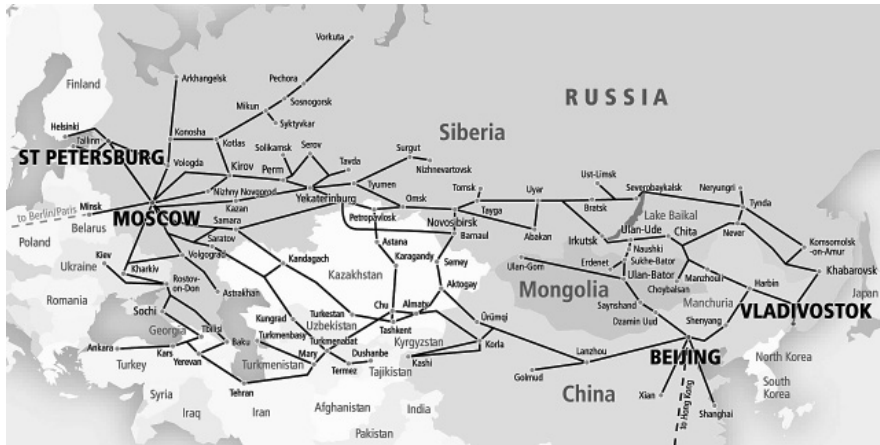 Vorkuta
Finland
Arkhangelsk
Pechora
RUSSIA
Sosnogorsk
Mikun
Syktyvkar
Helsinki
Tallinn
Konosha
Kotlas
Solikamsk
Serov
Siberia
Surgut
ST PETERSBURG
Vologda
Kirov
Perm
Tavda
Nizhnevartovsk
Ust-Limsk
Tomsk
Uyar
Severobaykalsk
Neryungri
Nizhny Novgorod
Yekaterinburg
Tyumen
Omsk
Tayga
Bratsk
Tynda
to Berlin/Paris
Minsk
MOSCOW
Kazan
Petropavlosk
Novosibirsk
Lake Baikal
Belarus
Samara
Barnaul
Abakan
Irkutsk
Ulan-Ude
Chita
Never
Komsomolsk
-on-Amur
Poland
Saratov
Astana
Naushki
Ukraine
Kiev
Volgograd
Kandagach
Karagandy
Semey
Ulan-Gom
Erdenet
Sukhe-Bator
Kharkiv
Kazakhstan
Ulan-Bator
Manzhouli
Khabarovsk
Rostov-
on-Don
Astrakhan
Aktogay
Mongolia
Choybalsan
Harbin
Romania
Japan
Sochi
Kungrad
Turkestan
Chu
Almaty
Saynshand
Manchuria
VLADIVOSTOK
Georgia
Tbilisi
Turkmenbasy
Uzbekistan
Tashkent
Ürümqi
Dzamin Uud
Shenyang
Ankara
Kars
Baku
Turkmenabat
Kyrgyzstan
Korla
Turkey
Yerevan
Turkmenistan
Mary
Dushanbe
Kashi
Lanzhou
BEIJING
North Korea
Termez
Tajikistan
Golmud
Tehran
Syria
Iraq
Iran
Afghanistan
India
China
Xian
South
Korea
Pakistan
to Hong Kong
Shanghai